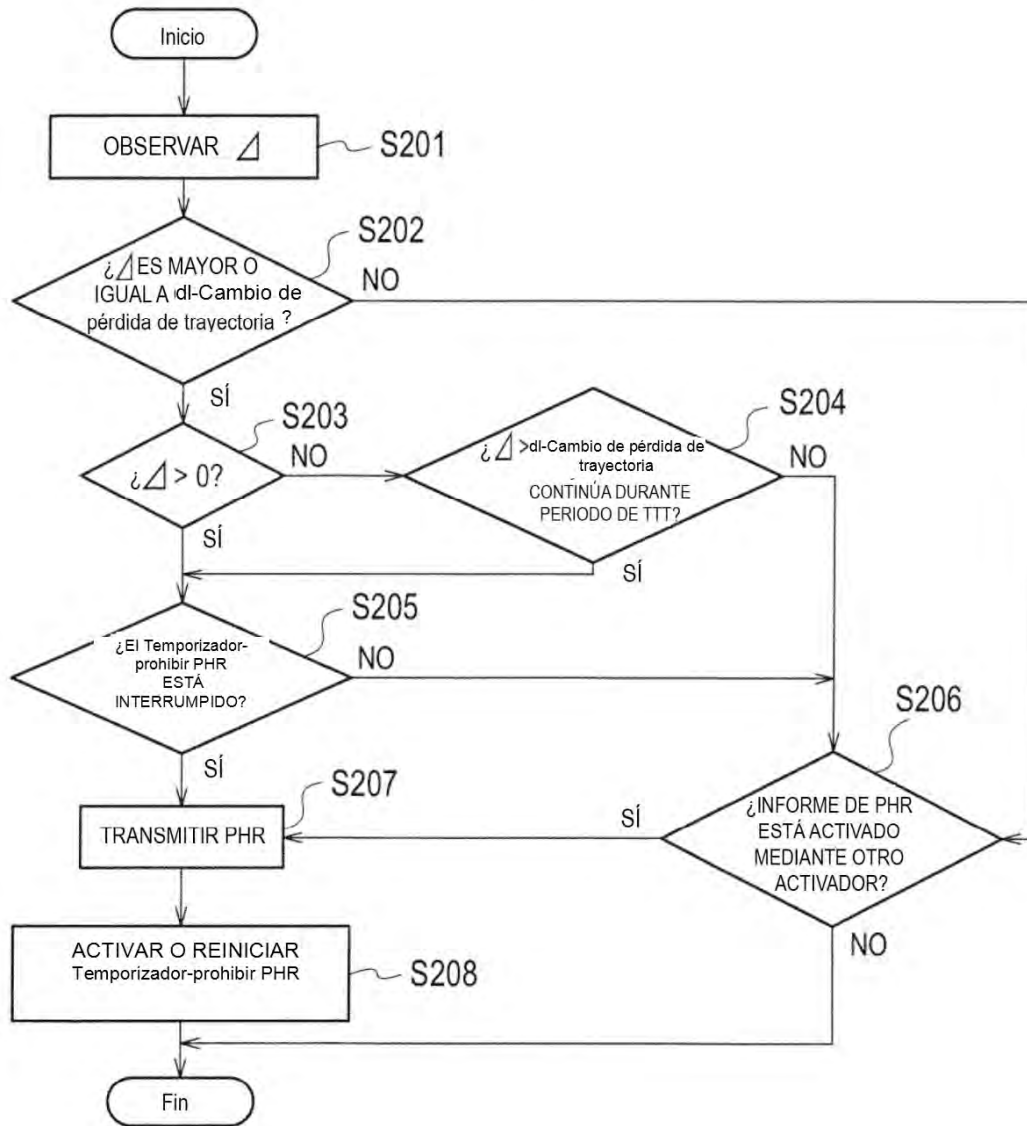 Inicio
OBSERVAR ⊿
S201
S202
¿⊿ ES MAYOR O
IGUAL A dl-Cambio de
pérdida de trayectoria ?
NO
SÍ
S203
¿⊿ > 0?
NO
SÍ
S204
¿⊿ >dl-Cambio de pérdida de
trayectoria
CONTINÚA DURANTE
PERIODO DE TTT?
NO
SÍ
S205
¿El Temporizador-
prohibir PHR
ESTÁ
INTERRUMPIDO?
NO
SÍ
S206
¿INFORME DE PHR
ESTÁ ACTIVADO
MEDIANTE OTRO
ACTIVADOR?
SÍ
NO
S207
TRANSMITIR PHR
ACTIVAR O REINICIAR
Temporizador-prohibir PHR
S208
Fin